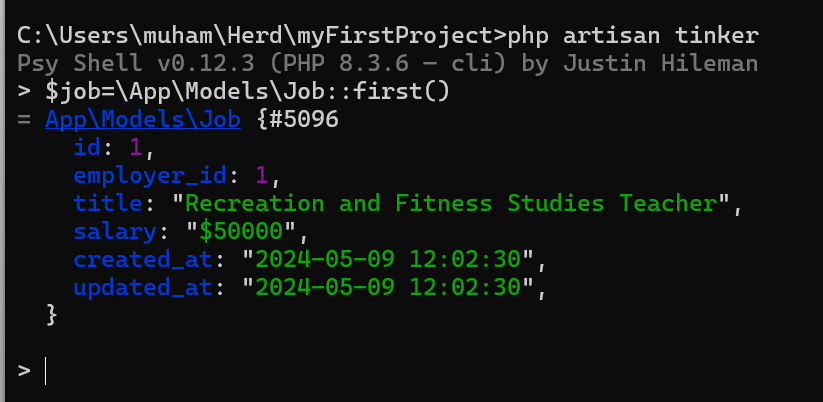 C:\Users\muham\Herd\myFirstProject>php artisan tinker
Psy Shell v0.12.3 (PHP 8.3.6 — cli) by Justin Hileman
> $job=\App\Models\Job::first()
= App\Models\Job {#5096
id: 1,
employer_id: 1,
title: "Recreation and Fitness Studies Teacher",
salary: "$50000",
created_at: "2024-05-09 12:02:30",
updated_at: "2024-05-09 12:02:30",
}
>